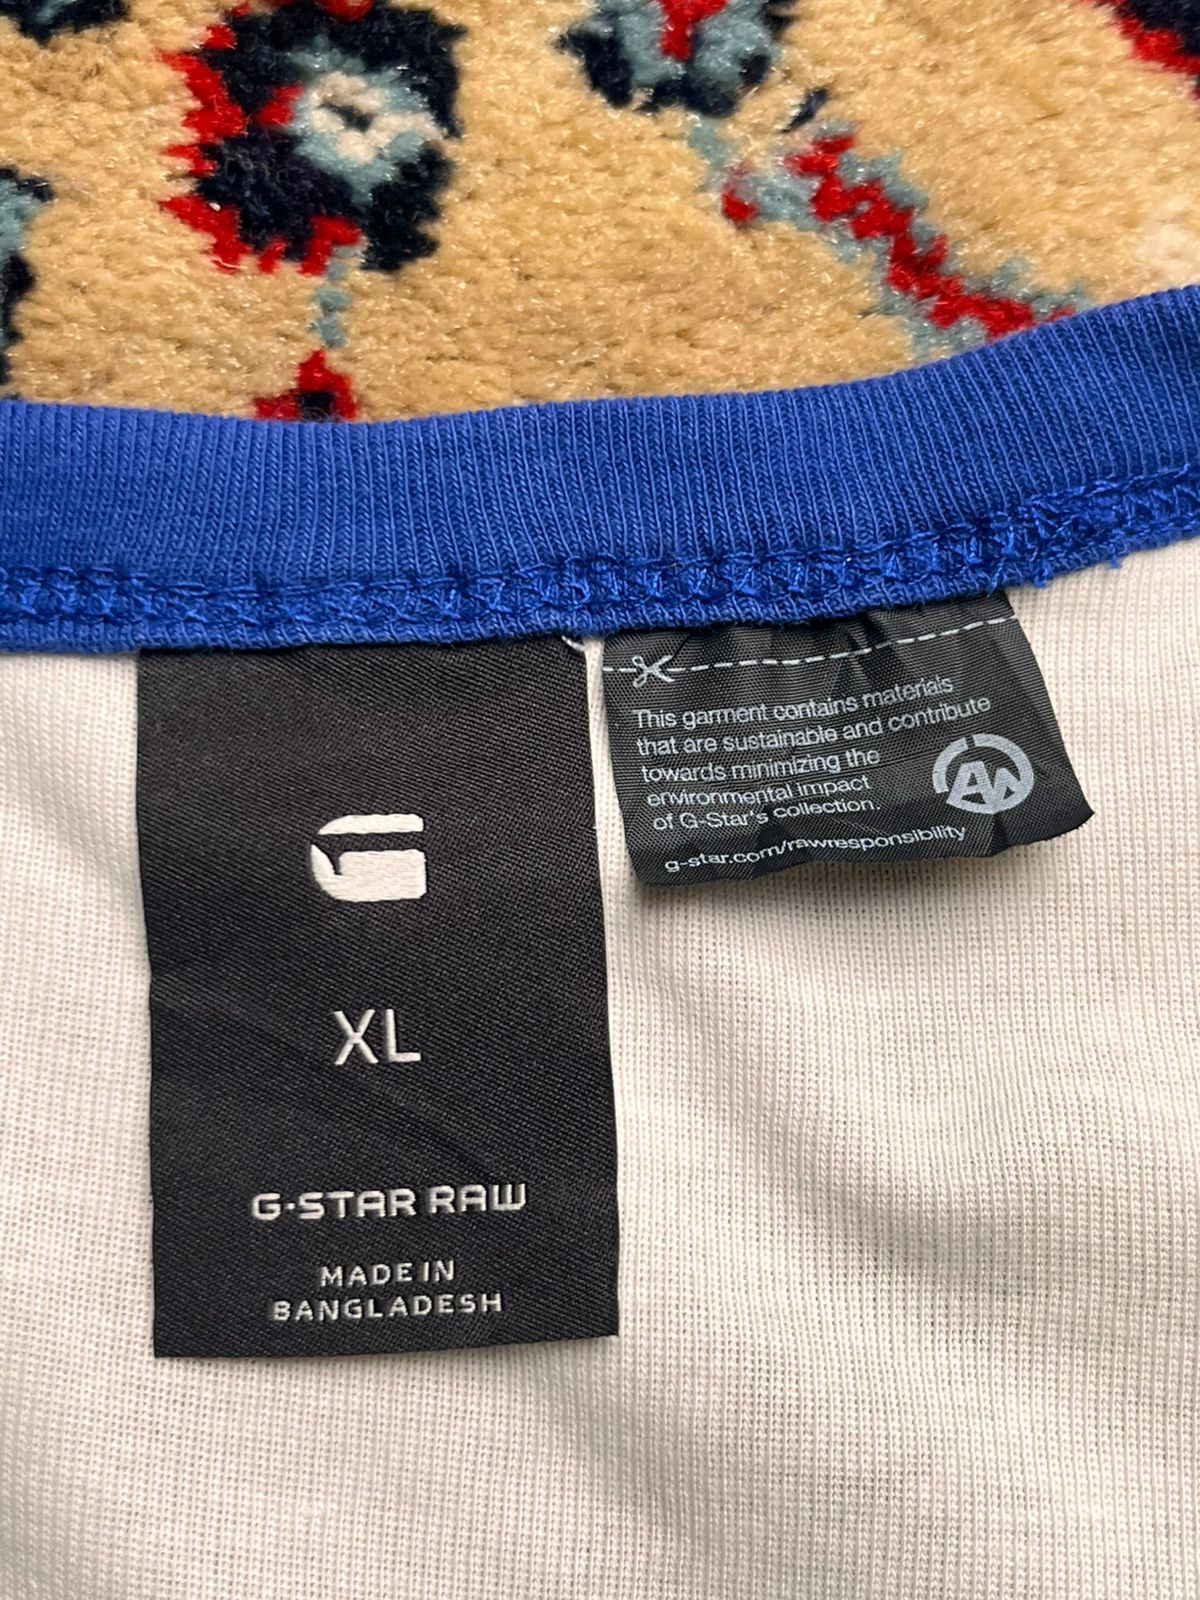 XL
G-STAR RAW
MADE IN
BANGLADESH
This garment contains materials
that are sustainable and contribute
towards minimizing the
environmental impact
of G-Star's collection.
g-star.com/rawresponsibility